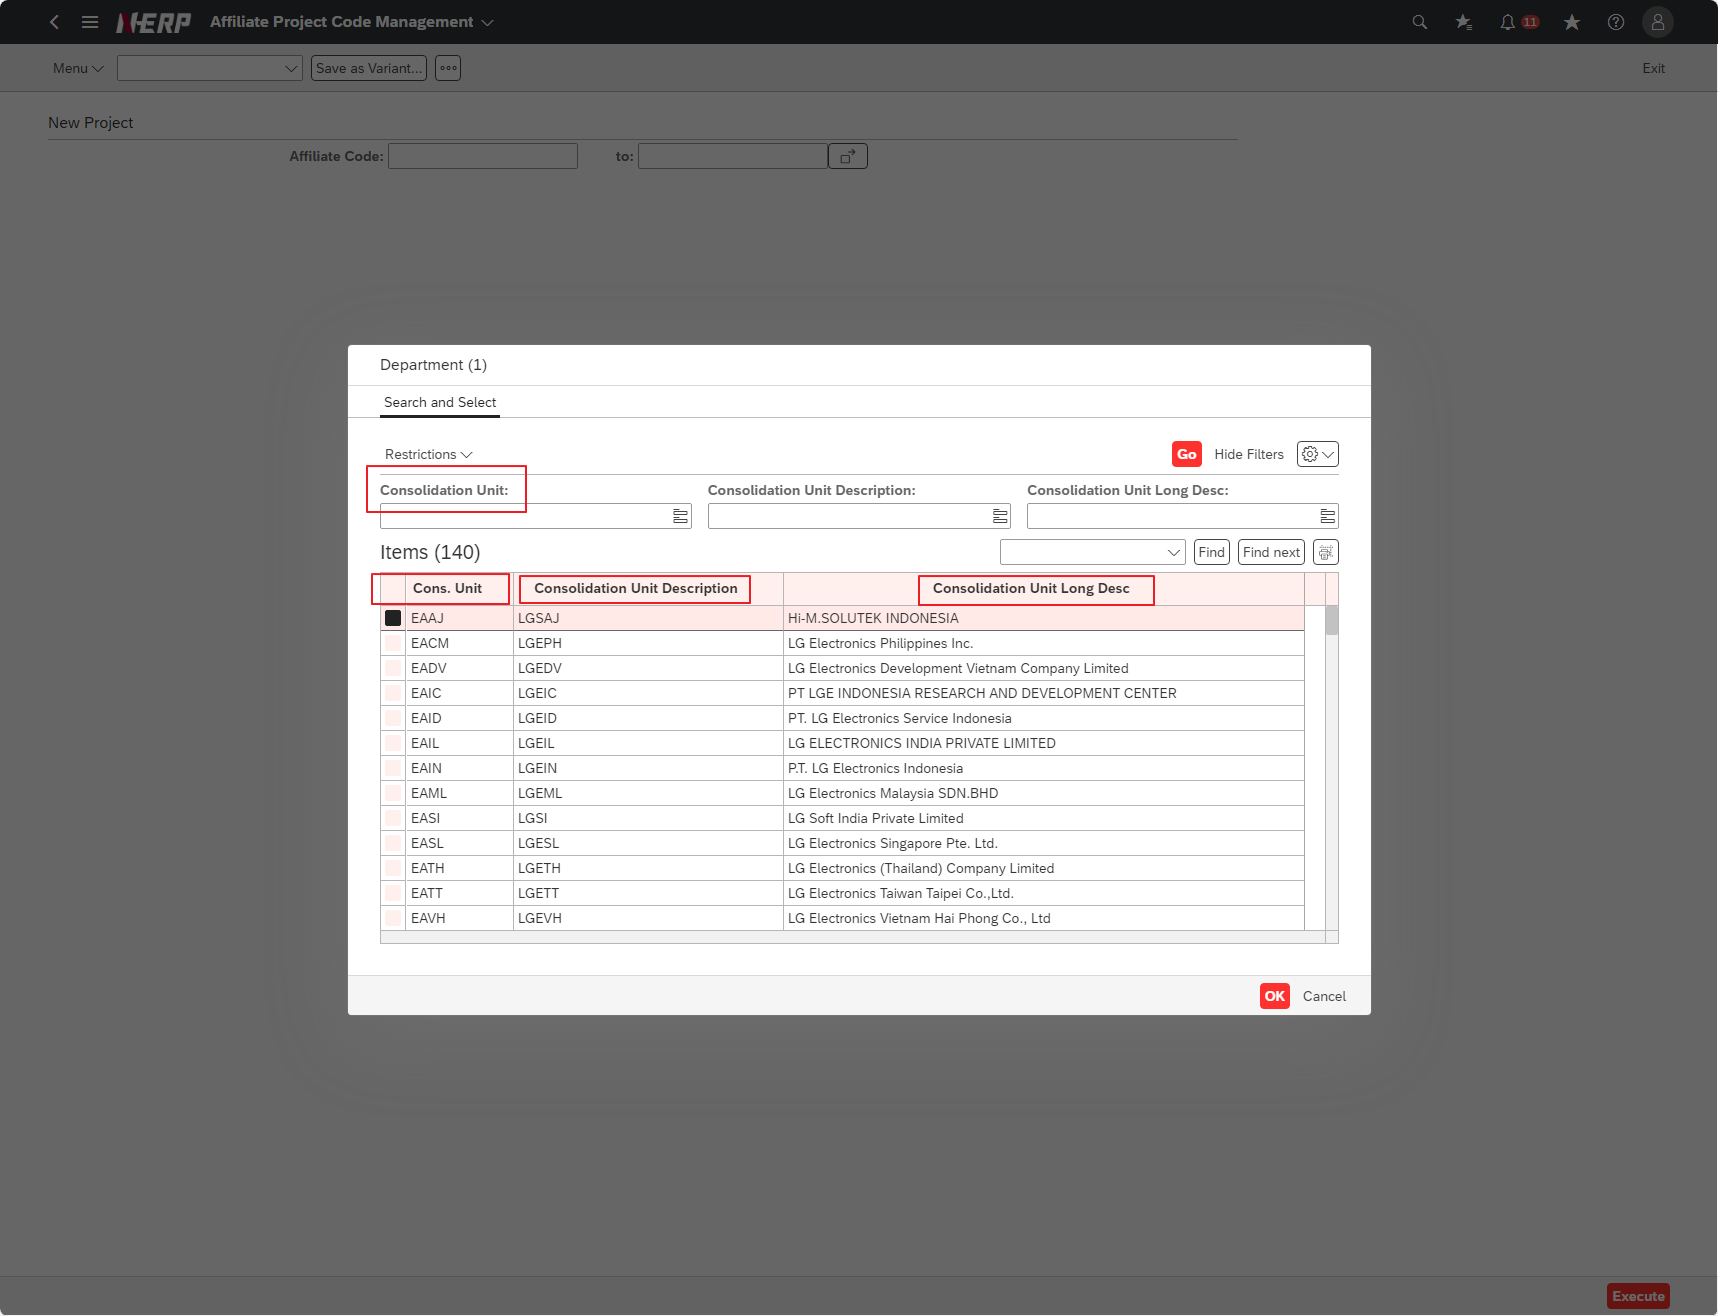 NERP Affiliate Project Code Management 11
Menu Save as Variant... Exit
New Project
Affiliate Code: to:
Department (1)
Search and Select
Restrictions Go Hide Filters
Consolidation Unit: Consolidation Unit Description: Consolidation Unit Long Desc:
Items (140) Find Find next
Cons. Unit Consolidation Unit Description Consolidation Unit Long Desc
EAAJ LGSAJ Hi-M.SOLUTEK INDONESIA
EACM LGEPH LG Electronics Philippines Inc.
EADV LGEDV LG Electronics Development Vietnam Company Limited
EAIC LGEIC PT LGE INDONESIA RESEARCH AND DEVELOPMENT CENTER
EAID LGEID PT. LG Electronics Service Indonesia
EAIL LGEIL LG ELECTRONICS INDIA PRIVATE LIMITED
EAIN LGEIN P.T. LG Electronics Indonesia
EAML LGEML LG Electronics Malaysia SDN.BHD
EASI LGSI LG Soft India Private Limited
EASL LGESL LG Electronics Singapore Pte. Ltd.
EATH LGETH LG Electronics (Thailand) Company Limited
EATT LGETT LG Electronics Taiwan Taipei Co.,Ltd.
EAVH LGEVH LG Electronics Vietnam Hai Phong Co., Ltd
OK Cancel
Execute